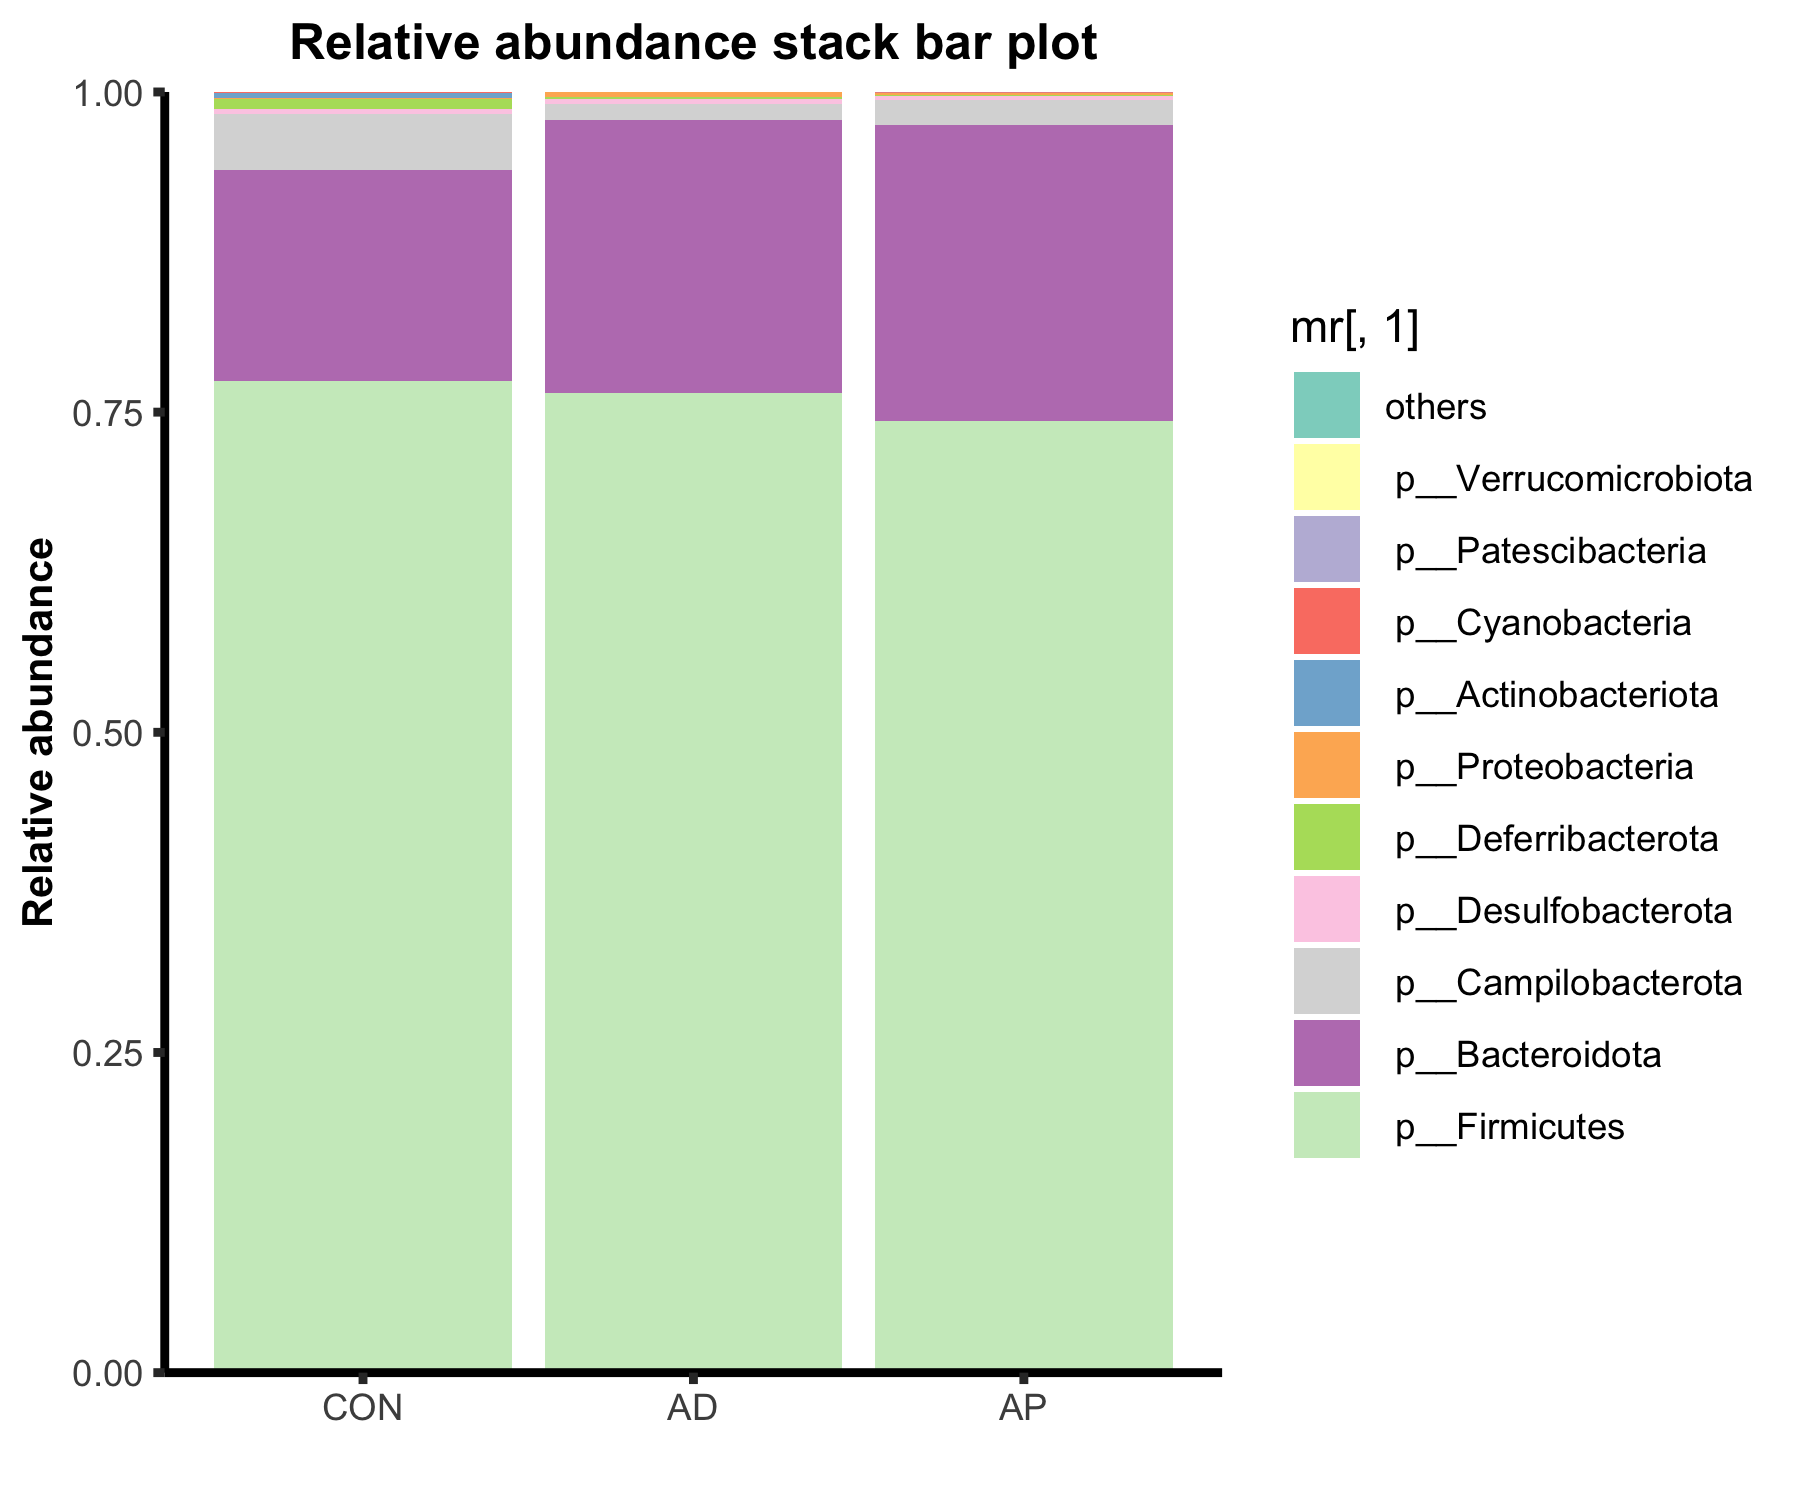 Relative abundance stack bar plot
Relative abundance
1.00
0.75
0.50
0.25
0.00
CON
AD
AP
mr[, 1]
others
p__Verrucomicrobiota
p__Patescibacteria
p__Cyanobacteria
p__Actinobacteriota
p__Proteobacteria
p__Deferribacterota
p__Desulfobacterota
p__Campilobacterota
p__Bacteroidota
p__Firmicutes